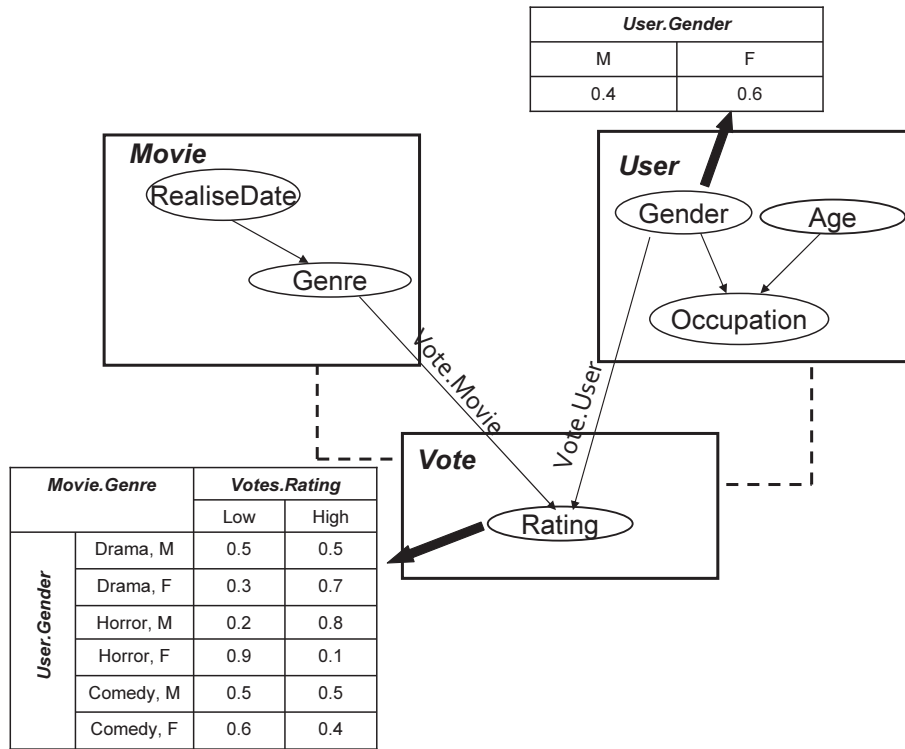 User.Gender
M F
0.4 0.6
Movie
RealiseDate
Genre
User
Gender Age
Occupation
Vote.Movie
Vote.User
Vote
Rating
Movie.Genre Votes.Rating
Low High
User.Gender
Drama, M 0.5 0.5
Drama, F 0.3 0.7
Horror, M 0.2 0.8
Horror, F 0.9 0.1
Comedy, M 0.5 0.5
Comedy, F 0.6 0.4